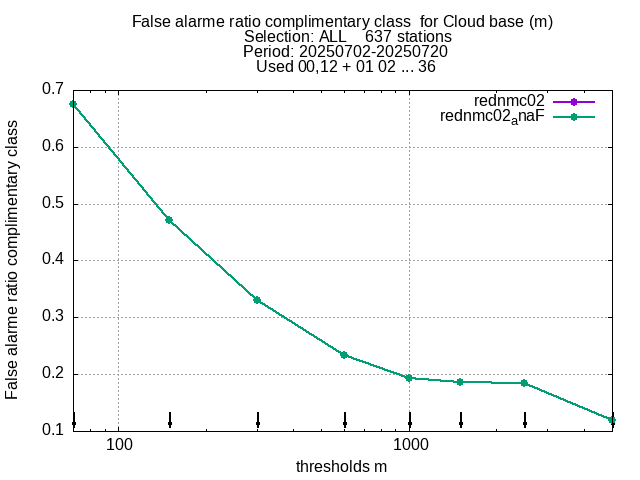 False alarme ratio complimentary class  for Cloud base (m)
Selection: ALL    637 stations
Period: 20250702-20250720
Used 00,12 + 01 02 ... 36
rednmc02
rednmc02anaF
False alarme ratio complimentary class
0.7
0.6
0.5
0.4
0.3
0.2
0.1
100 1000
thresholds m